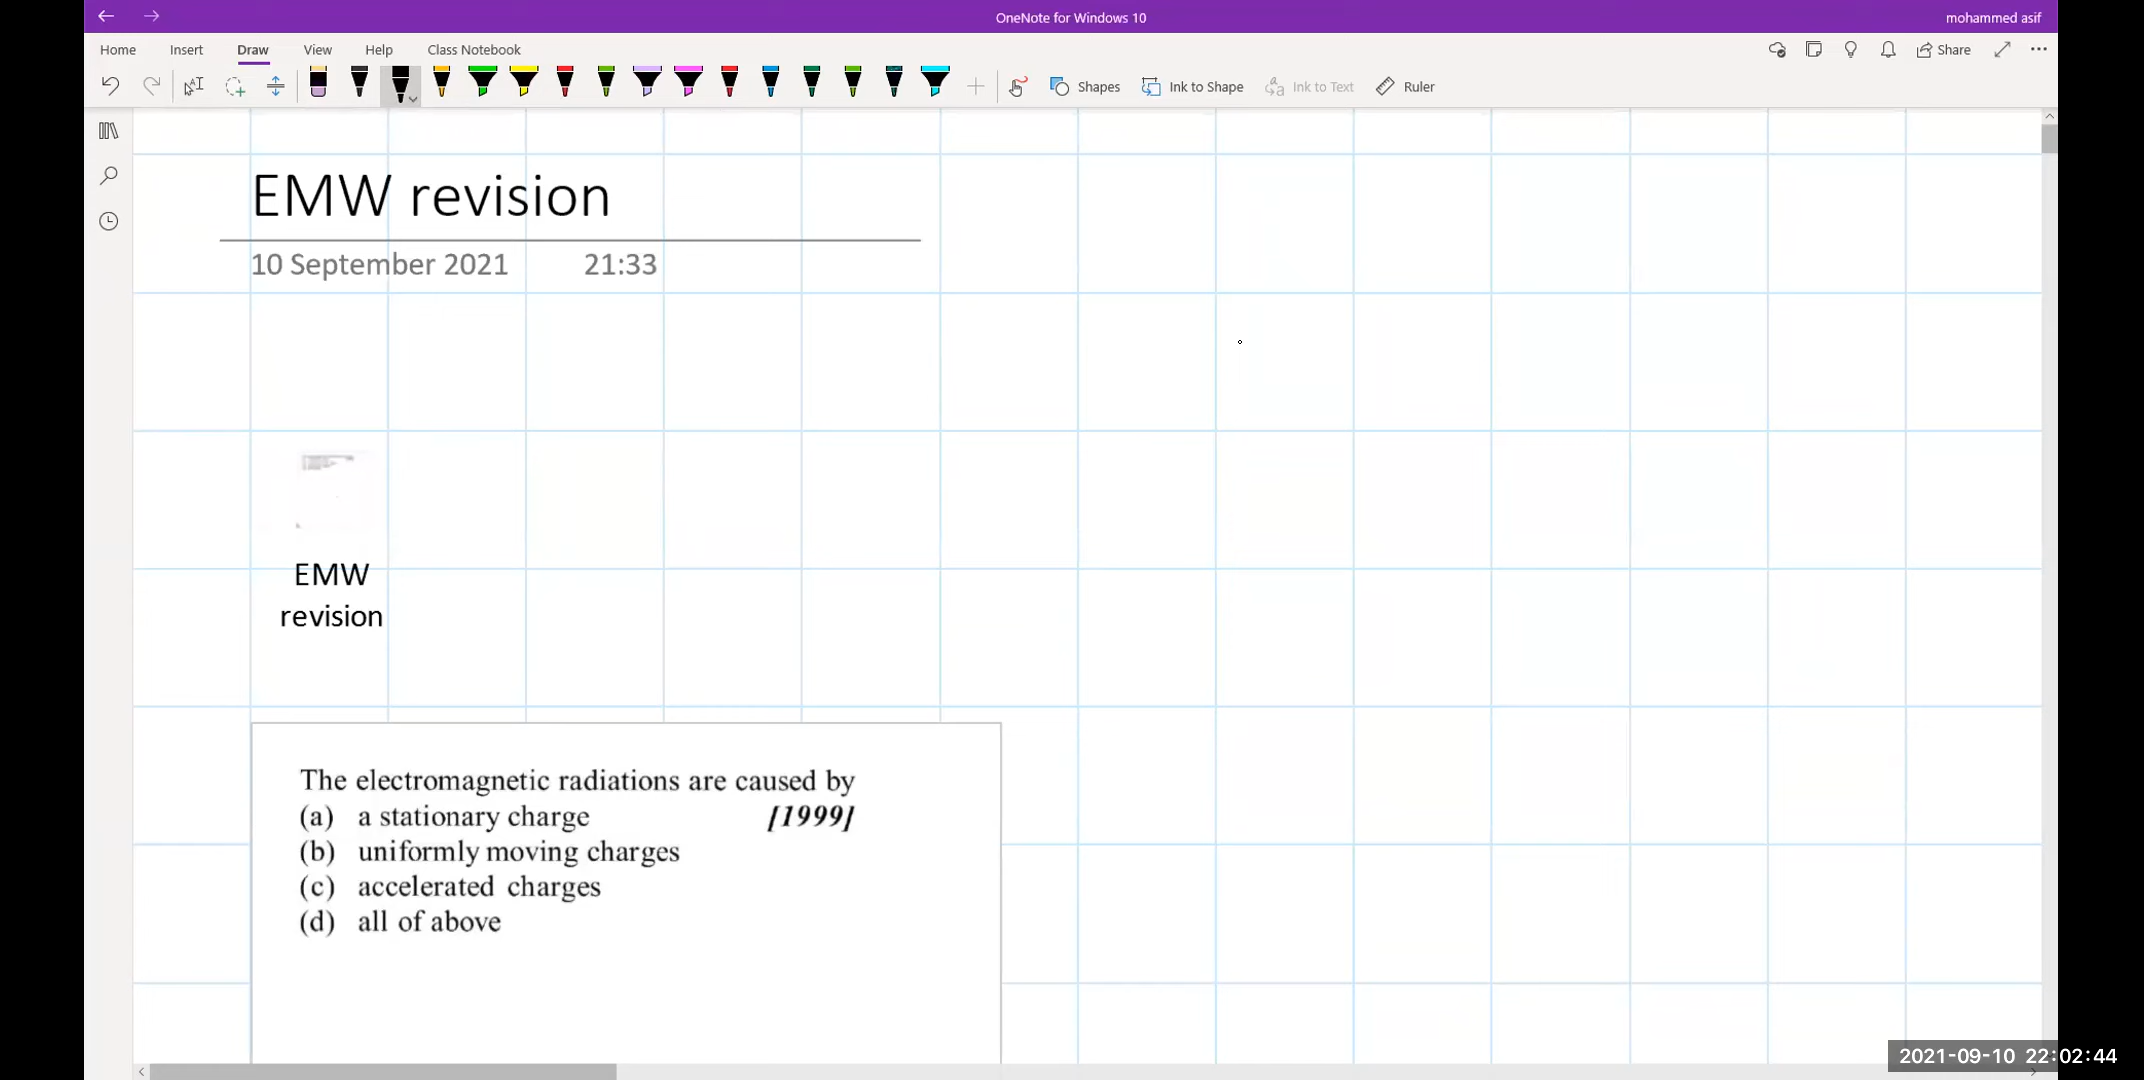 OneNote for Windows 10
mohammed asif
Home Insert Draw View Help Class Notebook
Share
Shapes Ink to Shape Ink to Text Ruler
EMW revision
10 September 2021 21:33
EMW
revision
The electromagnetic radiations are caused by
(a) a stationary charge [1999]
(b) uniformly moving charges
(c) accelerated charges
(d) all of above
2021-09-10 22:02:44